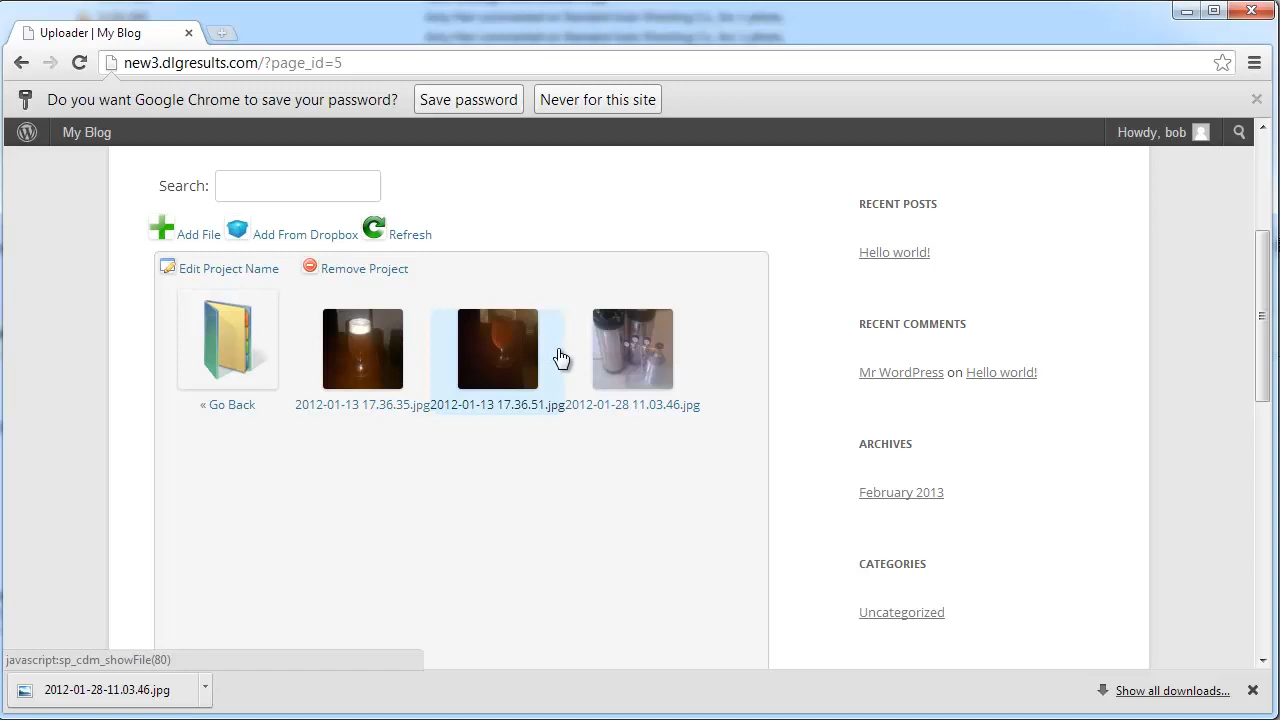 Uploader | My Blog
new3.dlgresults.com/?page_id=5
Do you want Google Chrome to save your password? Save password Never for this site
My Blog Howdy, bob
Search:
Add File Add From Dropbox Refresh
Edit Project Name Remove Project
« Go Back 2012-01-13 17.36.35.jpg 2012-01-13 17.36.51.jpg 2012-01-28 11.03.46.jpg
RECENT POSTS
Hello world!
RECENT COMMENTS
Mr WordPress on Hello world!
ARCHIVES
February 2013
CATEGORIES
Uncategorized
javascript:sp_cdm_showFile(80)
2012-01-28-11.03.46.jpg Show all downloads...